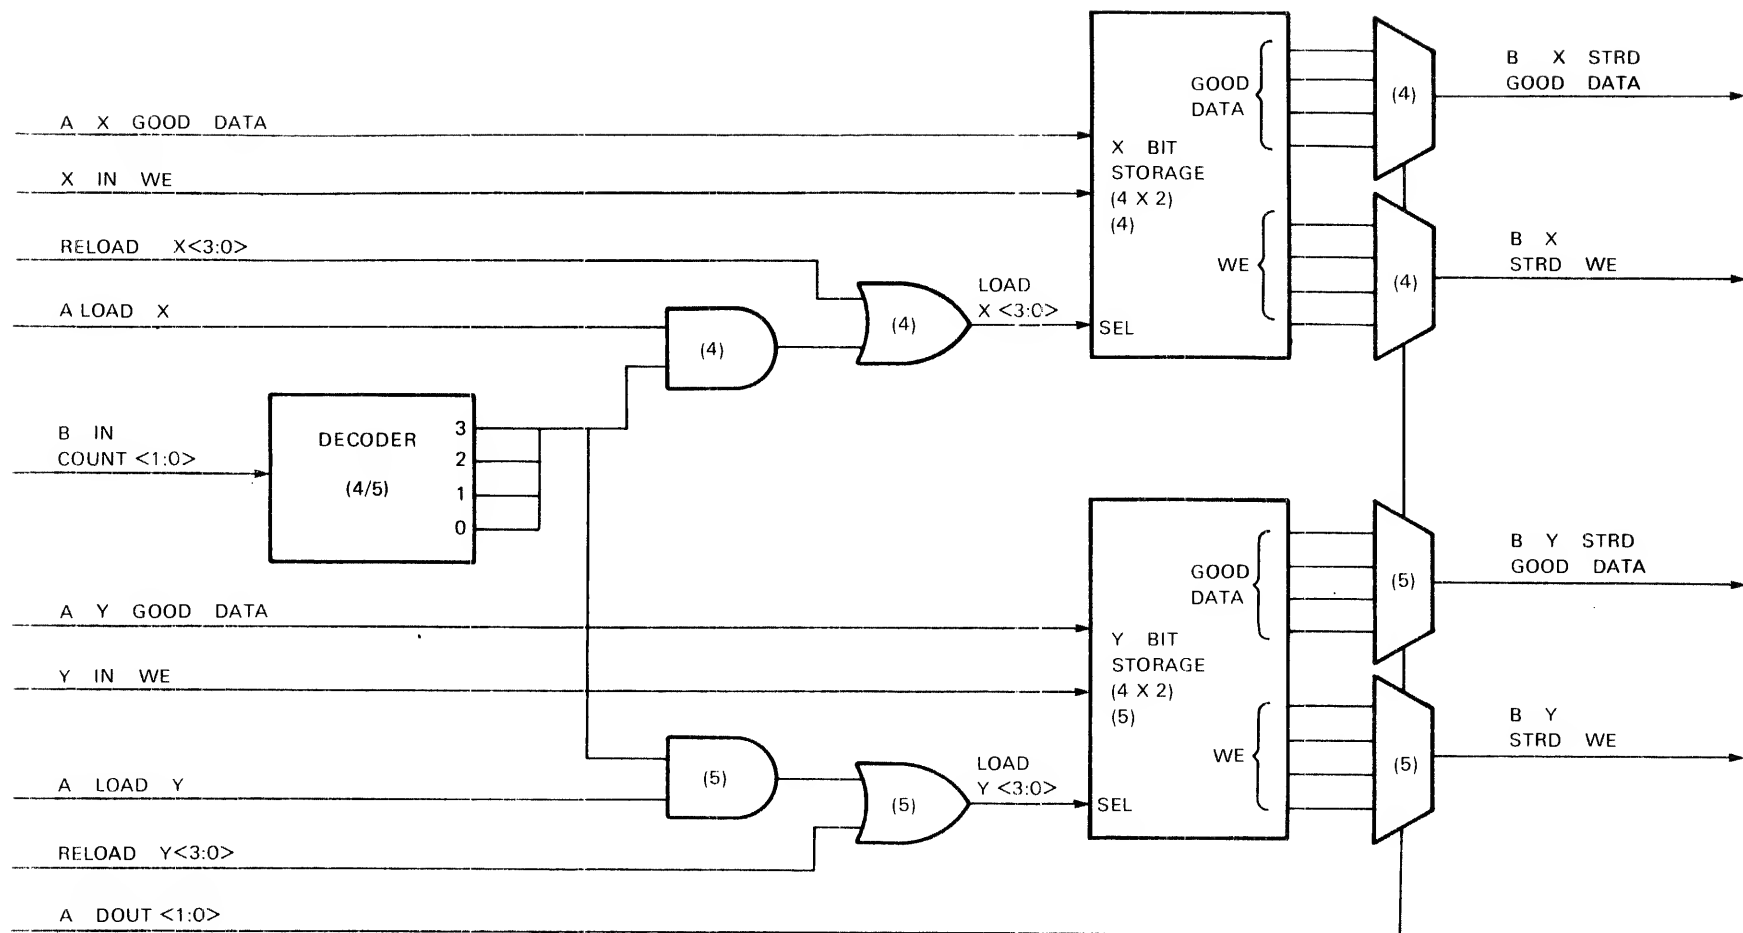 A X GOOD DATA
X IN WE
RELOAD X<3:0>
A LOAD X
B IN
COUNT <1:0>
DECODER
(4/5)
3
2
1
0
A Y GOOD DATA
Y IN WE
A LOAD Y
RELOAD Y<3:0>
A DOUT <1:0>
(4)
(4)
LOAD
X <3:0>
(5)
(5)
LOAD
Y <3:0>
GOOD
DATA
X BIT
STORAGE
(4 X 2)
(4)
WE
SEL
GOOD
DATA
Y BIT
STORAGE
(4 X 2)
(5)
WE
SEL
(4)
(4)
(5)
(5)
B X STRD
GOOD DATA
B X
STRD WE
B Y STRD
GOOD DATA
B Y
STRD WE